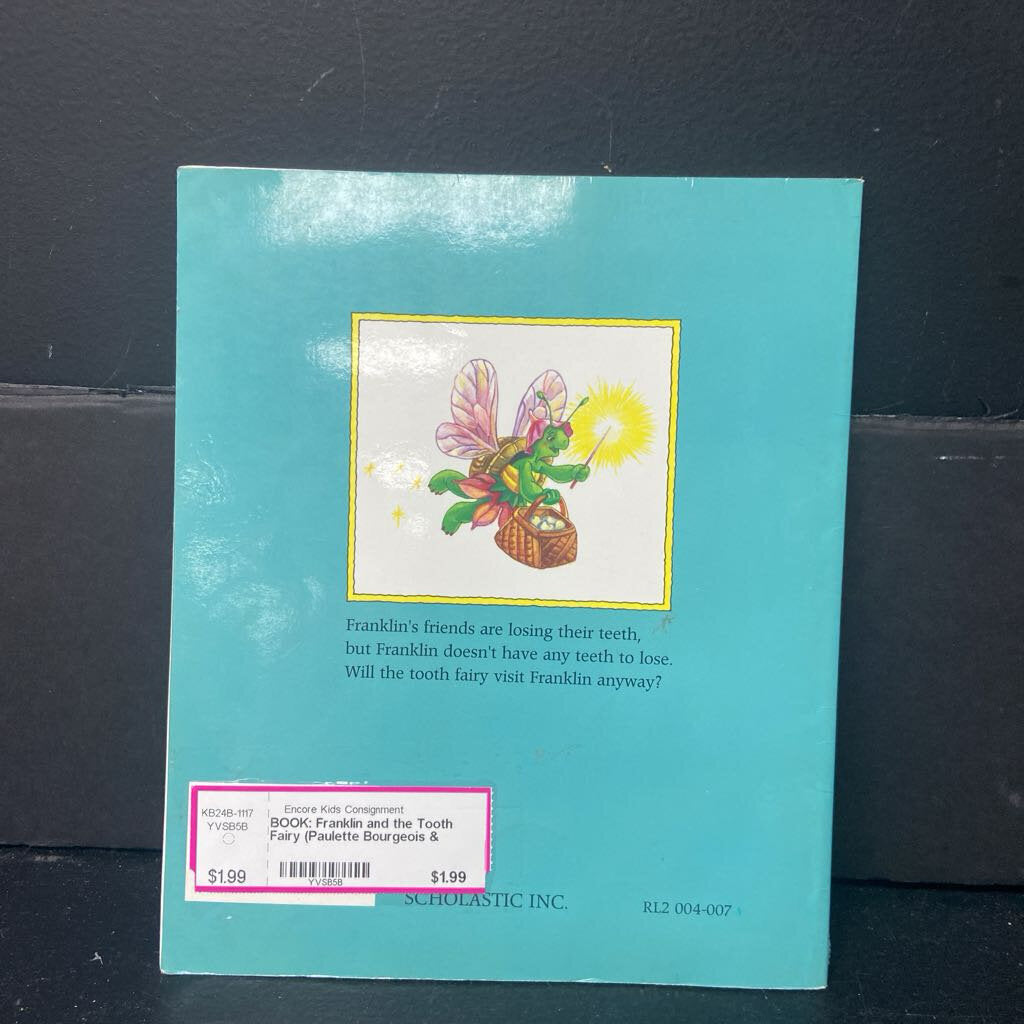 Franklin's friends are losing their teeth,
but Franklin doesn't have any teeth to lose.
Will the tooth fairy visit Franklin anyway?
KB24B-1117
YVSB5B
$1.99
Encore Kids Consignment
BOOK: Franklin and the Tooth
Fairy (Paulette Bourgeois &
YVSB5B
$1.99
SCHOLASTIC INC.
RL2 004-007